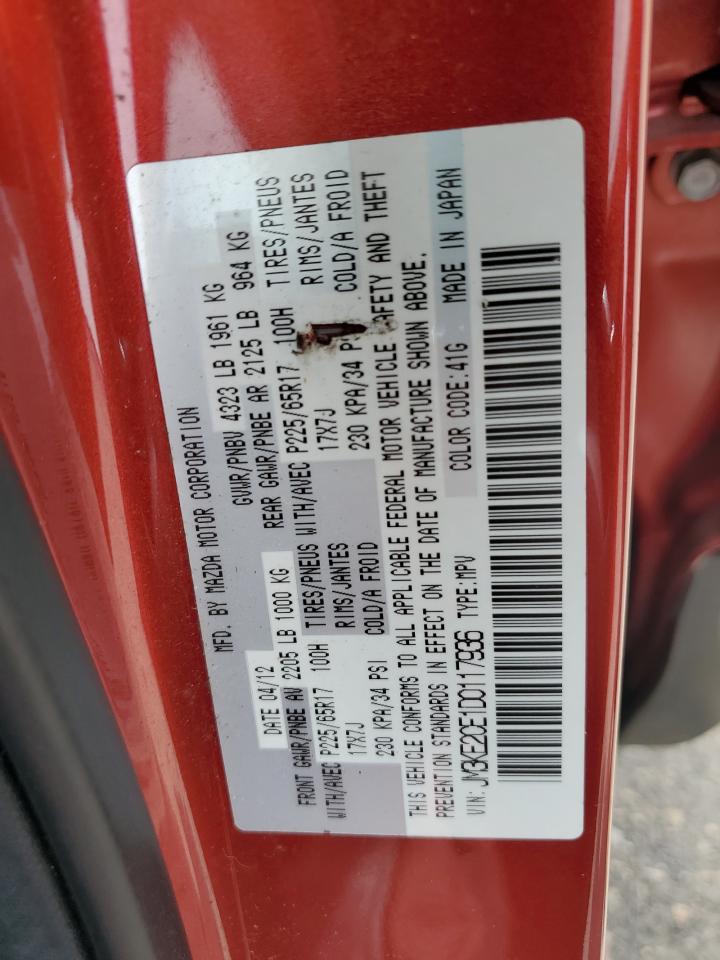 MFD. BY MAZDA MOTOR CORPORATION
DATE 04/12 GVWR/PNBV 4323 LB 1961 KG
FRONT GAWR/PNBE AV 2205 LB 1000 KG REAR GAWR/PNBE AR 2125 LB 964 KG
WITH/AVEC P225/65R17 100H TIRES/PNEUS WITH/AVEC P225/65R17 100H TIRES/PNEUS
17X7J RIMS/JANTES 17X7J RIMS/JANTES
230 KPA/34 PSI COLD/A FROID 230 KPA/34 COLD/A FROID
THIS VEHICLE CONFORMS TO ALL APPLICABLE FEDERAL MOTOR VEHICLE SAFETY AND THEFT
PREVENTION STANDARDS IN EFFECT ON THE DATE OF MANUFACTURE SHOWN ABOVE.
VIN: JM3KE2CE1D0117936 TYPE:MPV COLOR CODE:41G MADE IN JAPAN